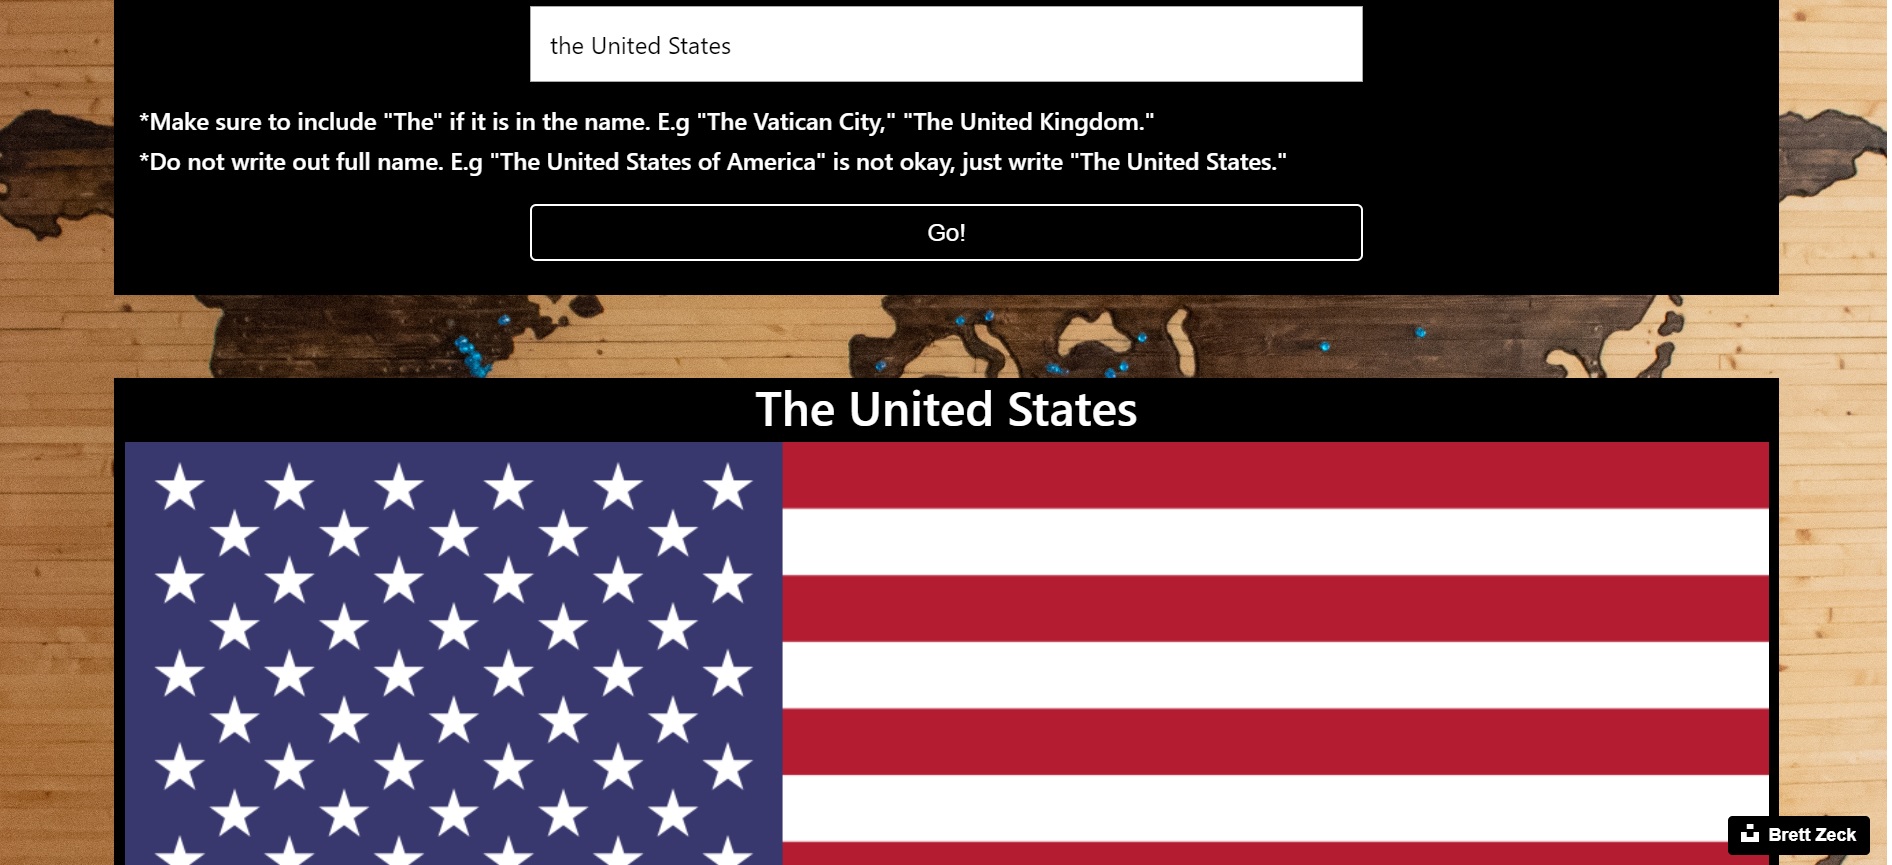 the United States
*Make sure to include "The" if it is in the name. E.g "The Vatican City," "The United Kingdom."
*Do not write out full name. E.g "The United States of America" is not okay, just write "The United States."
Go!
The United States
Brett Zeck